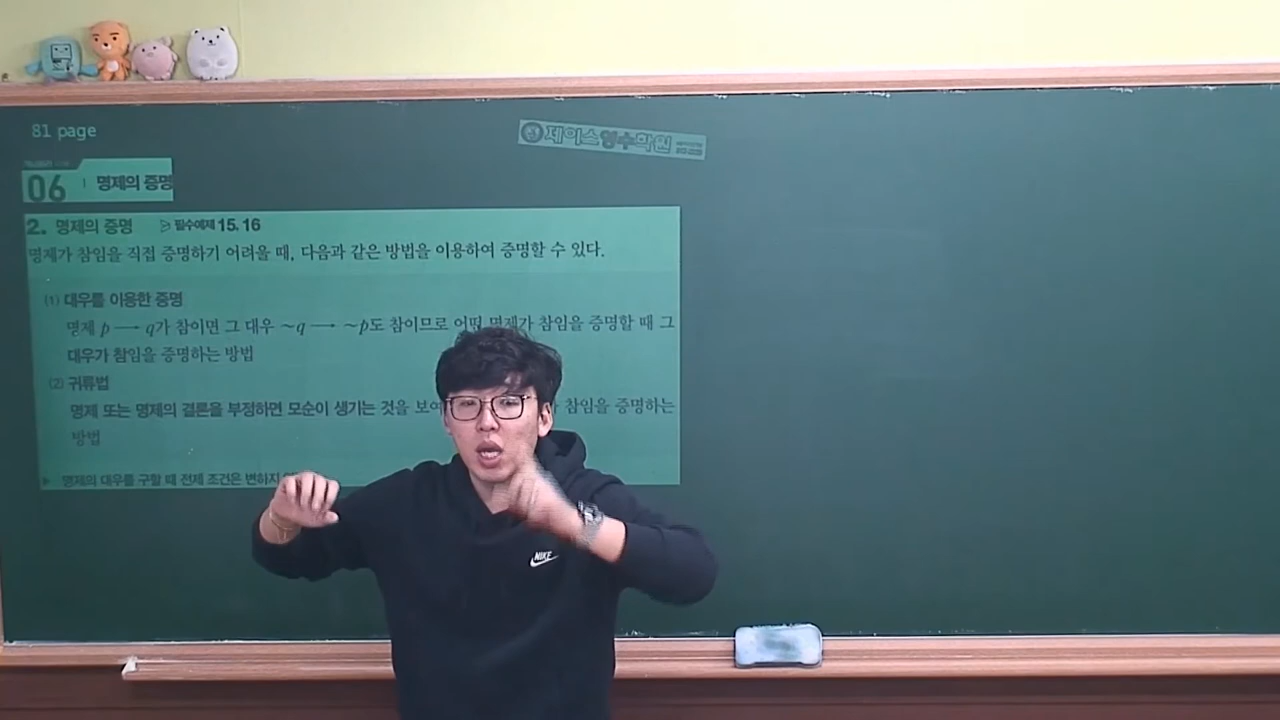 81 page
제이스영수학원
06 명제의 증명
2. 명제의 증명 필수예제 15, 16
명제가 참임을 직접 증명하기 어려울 때, 다음과 같은 방법을 이용하여 증명할 수 있다.
(1) 대우를 이용한 증명
명제 p → q가 참이면 그 대우 ~q → ~p도 참이므로 어떤 명제가 참임을 증명할 때 그
대우가 참임을 증명하는 방법
(2) 귀류법
명제 또는 명제의 결론을 부정하면 모순이 생기는 것을 보여 참임을 증명하는
방법
명제의 대우를 구할 때 전제 조건은 변하지
NIKE